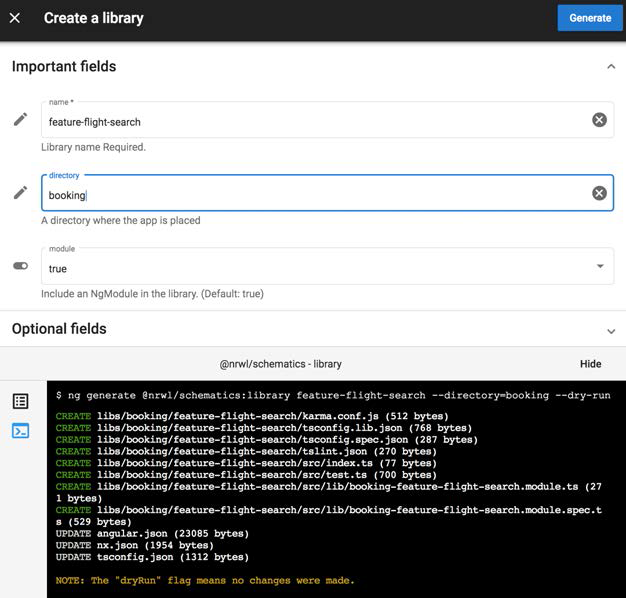 Create a library
Generate
Important fields
name *
feature-flight-search
Library name Required.
directory
booking
A directory where the app is placed
module
true
Include an NgModule in the library. (Default: true)
Optional fields
@nrwl/schematics - library
Hide
$ ng generate @nrwl/schematics:library feature-flight-search --directory=booking --dry-run
CREATE libs/booking/feature-flight-search/karma.conf.js (512 bytes)
CREATE libs/booking/feature-flight-search/tsconfig.lib.json (768 bytes)
CREATE libs/booking/feature-flight-search/tsconfig.spec.json (287 bytes)
CREATE libs/booking/feature-flight-search/tslint.json (270 bytes)
CREATE libs/booking/feature-flight-search/src/index.ts (77 bytes)
CREATE libs/booking/feature-flight-search/src/test.ts (700 bytes)
CREATE libs/booking/feature-flight-search/src/lib/booking-feature-flight-search.module.ts (27
1 bytes)
CREATE libs/booking/feature-flight-search/src/lib/booking-feature-flight-search.module.spec.t
s (529 bytes)
UPDATE angular.json (23085 bytes)
UPDATE nx.json (1954 bytes)
UPDATE tsconfig.json (1312 bytes)
NOTE: The "dryRun" flag means no changes were made.